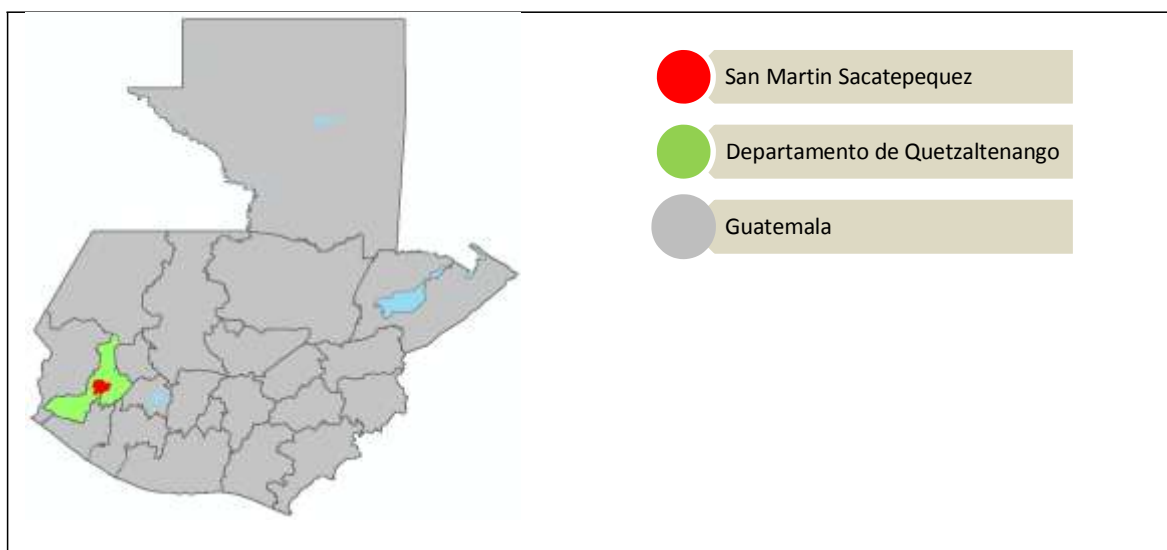 San Martin Sacatepequez
Departamento de Quetzaltenango
Guatemala